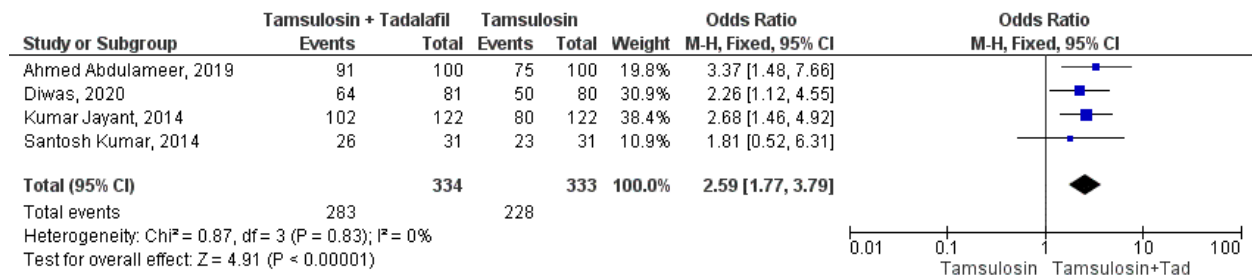 Tamsulosin + Tadalafil Tamsulosin Odds Ratio Odds Ratio
Study or Subgroup Events Total Events Total Weight M-H, Fixed, 95% CI M-H, Fixed, 95% CI
Ahmed Abdulameer, 2019 91 100 75 100 19.8% 3.37 [1.48, 7.66]
Diwas, 2020 64 81 50 80 30.9% 2.26 [1.12, 4.55]
Kumar Jayant, 2014 102 122 80 122 38.4% 2.68 [1.46, 4.92]
Santosh Kumar, 2014 26 31 23 31 10.9% 1.81 [0.52, 6.31]
Total (95% CI) 334 333 100.0% 2.59 [1.77, 3.79]
Total events 283 228
Heterogeneity: Chi² = 0.87, df = 3 (P = 0.83); I² = 0%
Test for overall effect: Z = 4.91 (P < 0.00001)
0.01 0.1 1 10 100
Tamsulosin Tamsulosin+Tad